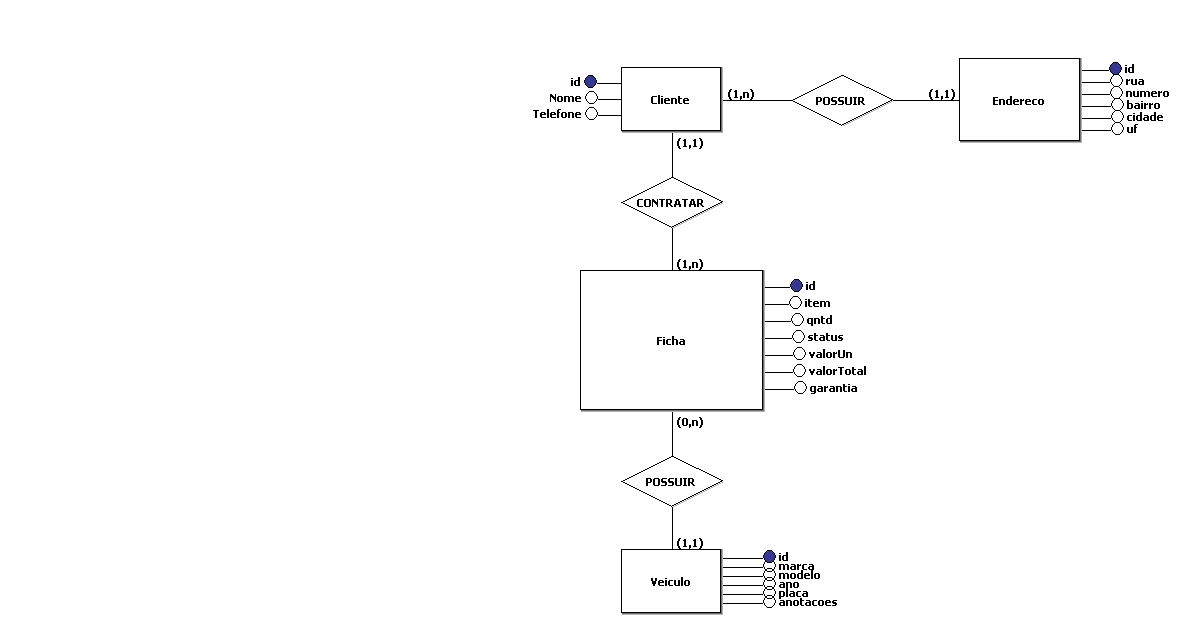 id
Nome
Telefone
Cliente
(1,n)
POSSUIR
(1,1)
Endereco
id
rua
numero
bairro
cidade
uf
(1,1)
CONTRATAR
(1,n)
Ficha
id
item
qntd
status
valorUn
valorTotal
garantia
(0,n)
POSSUIR
(1,1)
Veiculo
id
marca
modelo
ano
placa
anotacoes